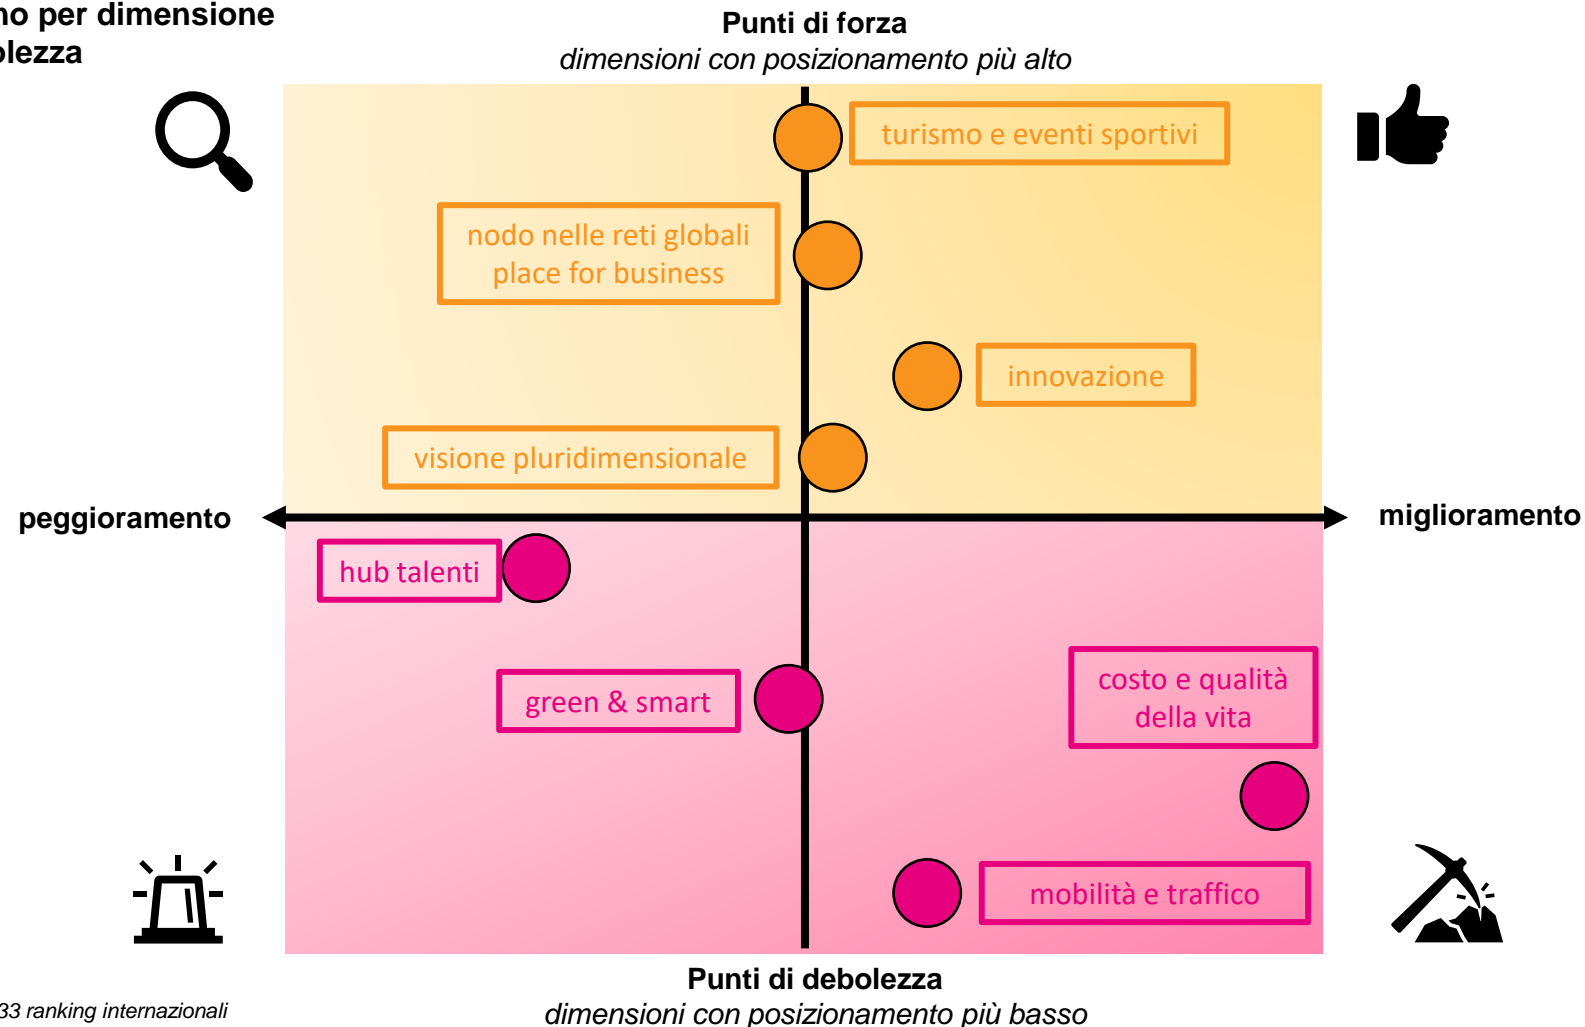 per dimensione
Punti di forza
dimensioni con posizionamento più alto
turismo e eventi sportivi
nodo nelle reti globali
place for business
innovazione
visione pluridimensionale
peggioramento
miglioramento
hub talenti
green & smart
costo e qualità
della vita
mobilità e traffico
Punti di debolezza
dimensioni con posizionamento più basso
33 ranking internazionali